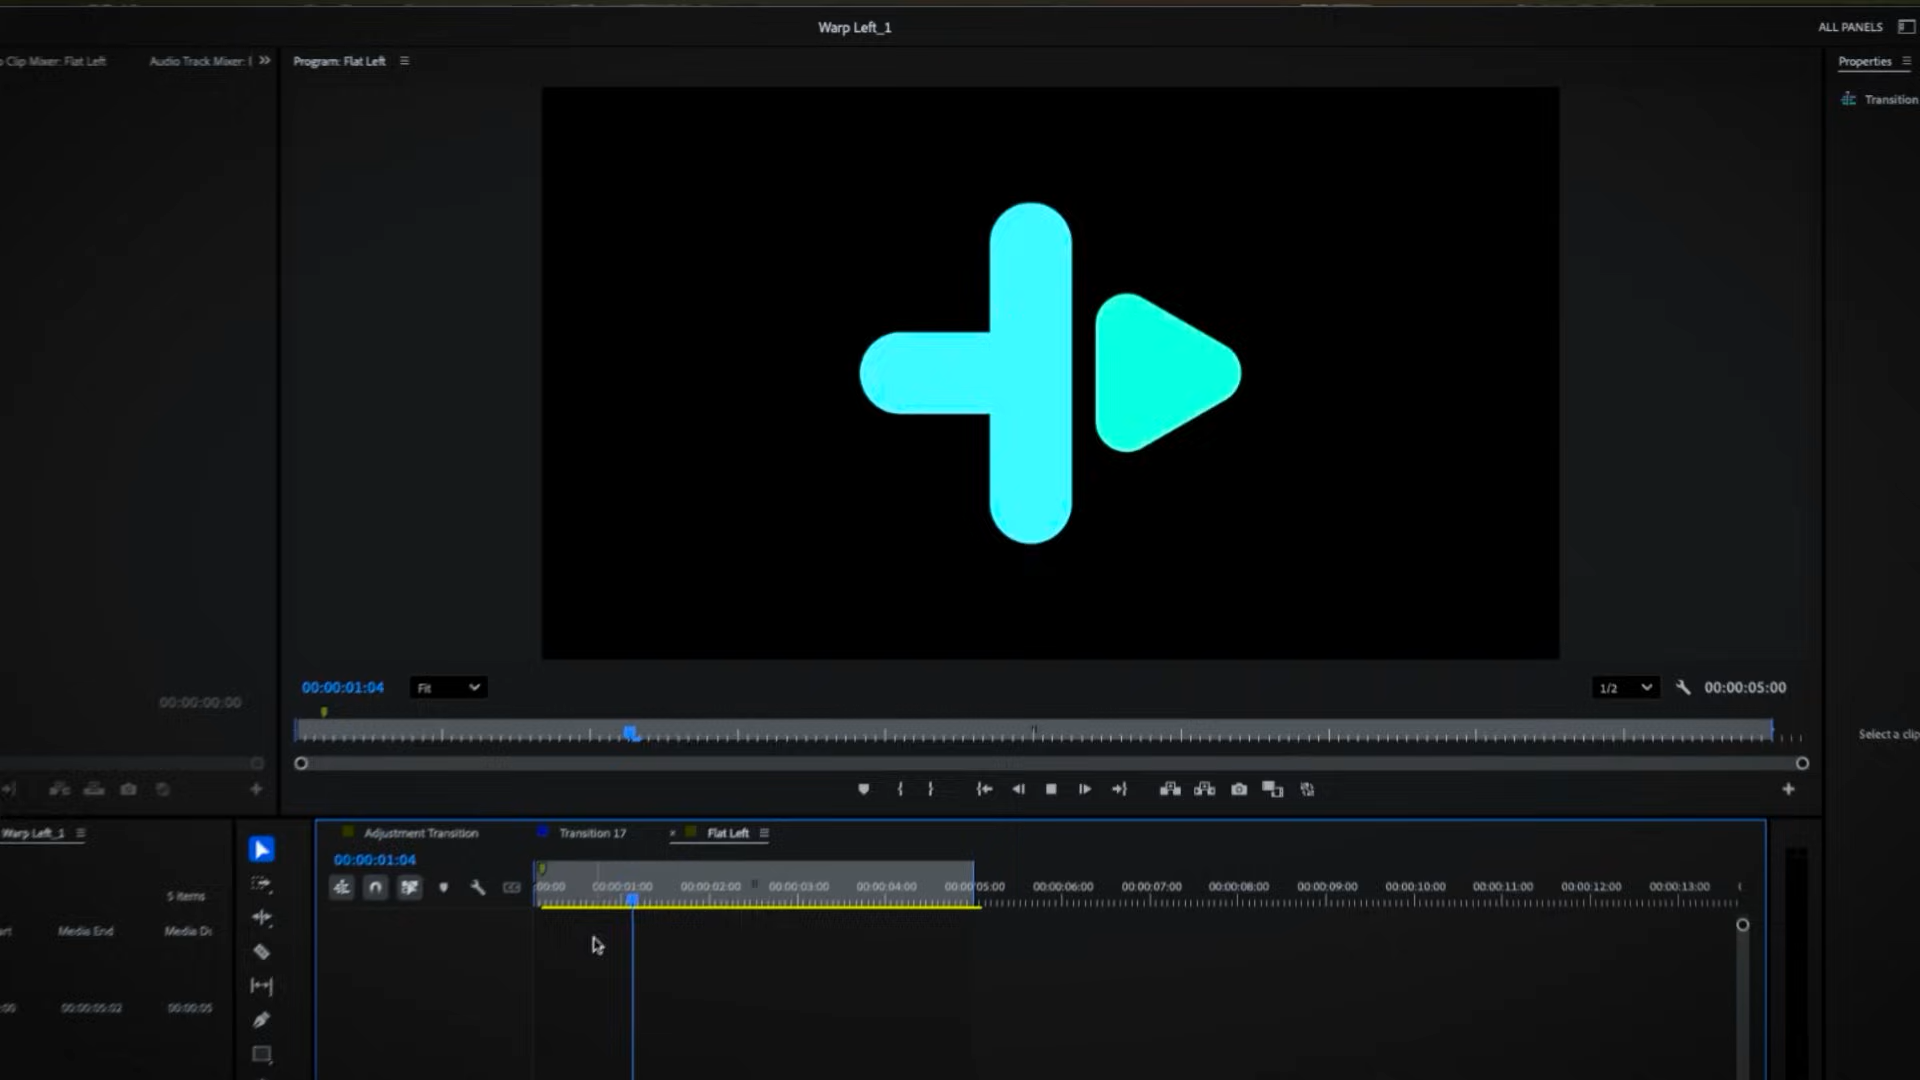 Warp Left_1
ALL PANELS
Clip Mixer: Flat Left
Audio Track Mixer:
Program: Flat Left
Properties
Transition
00:00:01:04
Fit
1/2
00:00:05:00
00:00:00:00
Select a clip
Warp Left_1
Adjustment Transition
Transition 17
Flat Left
00:00:01:04
:00:00
00:00:01:00
00:00:02:00
00:00:03:00
00:00:04:00
00:00:05:00
00:00:06:00
00:00:07:00
00:00:08:00
00:00:09:00
00:00:10:00
00:00:11:00
00:00:12:00
00:00:13:00
5 Items
Media End
00:00:05:02
00:00:05